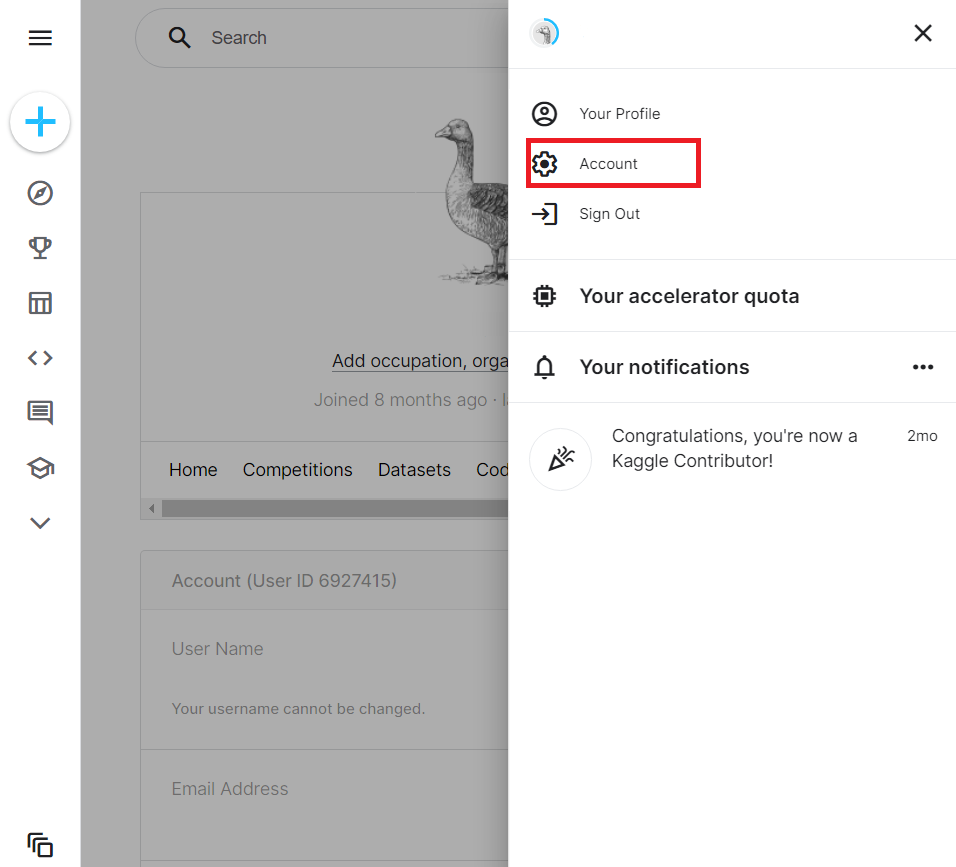 Search
Add occupation, orga
Joined 8 months ago · l
Home Competitions Datasets Cod
Account (User ID 6927415)
User Name
Your username cannot be changed.
Email Address
Your Profile
Account
Sign Out
Your accelerator quota
Your notifications
Congratulations, you're now a 2mo
Kaggle Contributor!